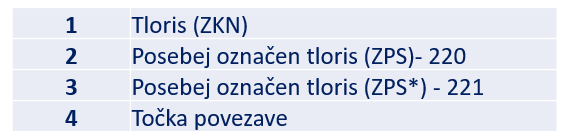 1 Tloris (ZKN)
2 Posebej označen tloris (ZPS)- 220
3 Posebej označen tloris (ZPS*) - 221
4 Točka povezave